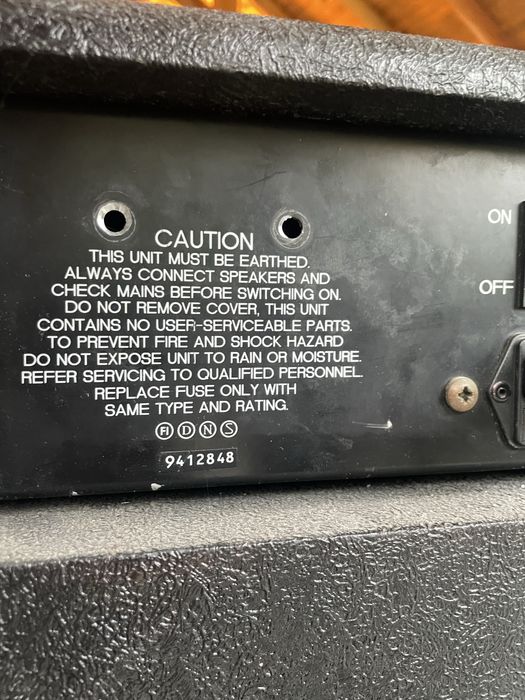 ON
OFF
CAUTION
THIS UNIT MUST BE EARTHED.
ALWAYS CONNECT SPEAKERS AND
CHECK MAINS BEFORE SWITCHING ON.
DO NOT REMOVE COVER, THIS UNIT
CONTAINS NO USER-SERVICEABLE PARTS.
TO PREVENT FIRE AND SHOCK HAZARD
DO NOT EXPOSE UNIT TO RAIN OR MOISTURE.
REFER SERVICING TO QUALIFIED PERSONNEL.
REPLACE FUSE ONLY WITH
SAME TYPE AND RATING.
FI D N S
9412848